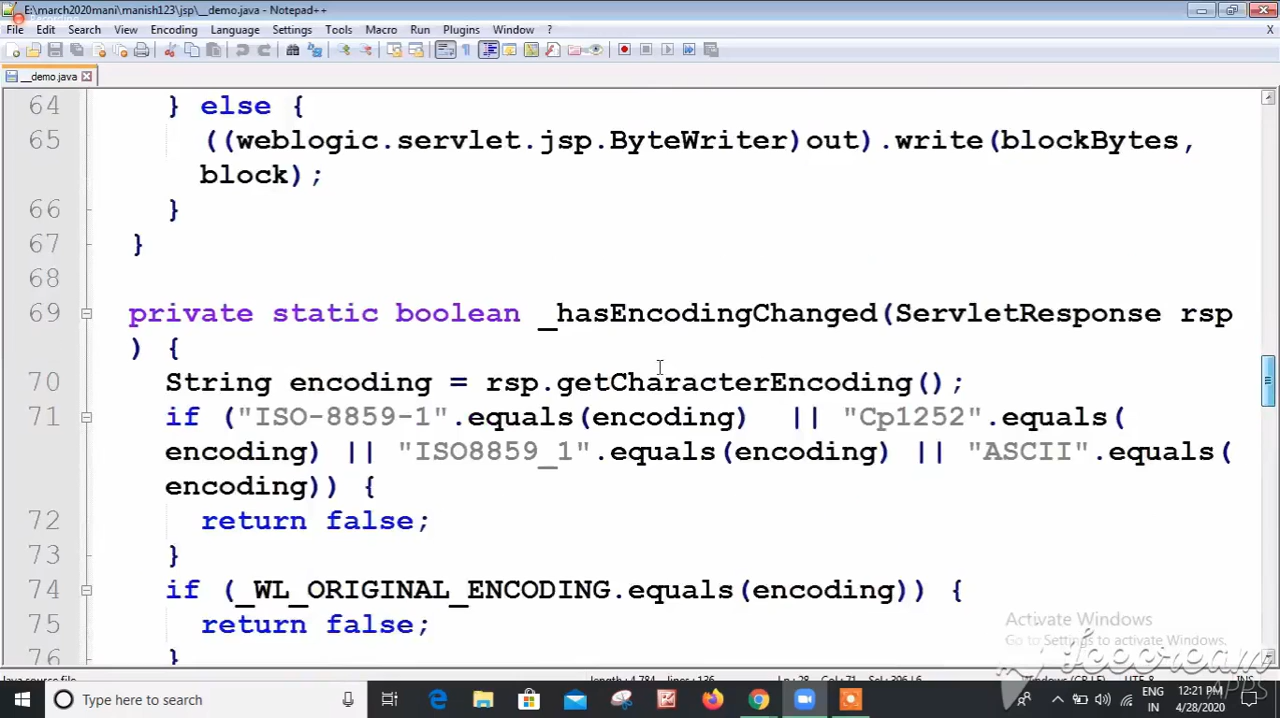 E:\march2020mani\manish123\jsp\__demo.java - Notepad++
File Edit Search View Encoding Language Settings Tools Macro Run Plugins Window ? X
__demo.java
64 } else {
65 ((weblogic.servlet.jsp.ByteWriter)out).write(blockBytes,
block);
66 }
67 }
68
69 private static boolean _hasEncodingChanged(ServletResponse rsp
) {
70 String encoding = rsp.getCharacterEncoding();
71 if ("ISO-8859-1".equals(encoding) || "Cp1252".equals(
encoding) || "ISO8859_1".equals(encoding) || "ASCII".equals(
encoding)) {
72 return false;
73 }
74 if (_WL_ORIGINAL_ENCODING.equals(encoding)) {
75 return false;
76 }
Activate Windows
Go to Settings to activate Windows.
Icecream
APPS
Type here to search
ENG
IN
12:21 PM
4/28/2020